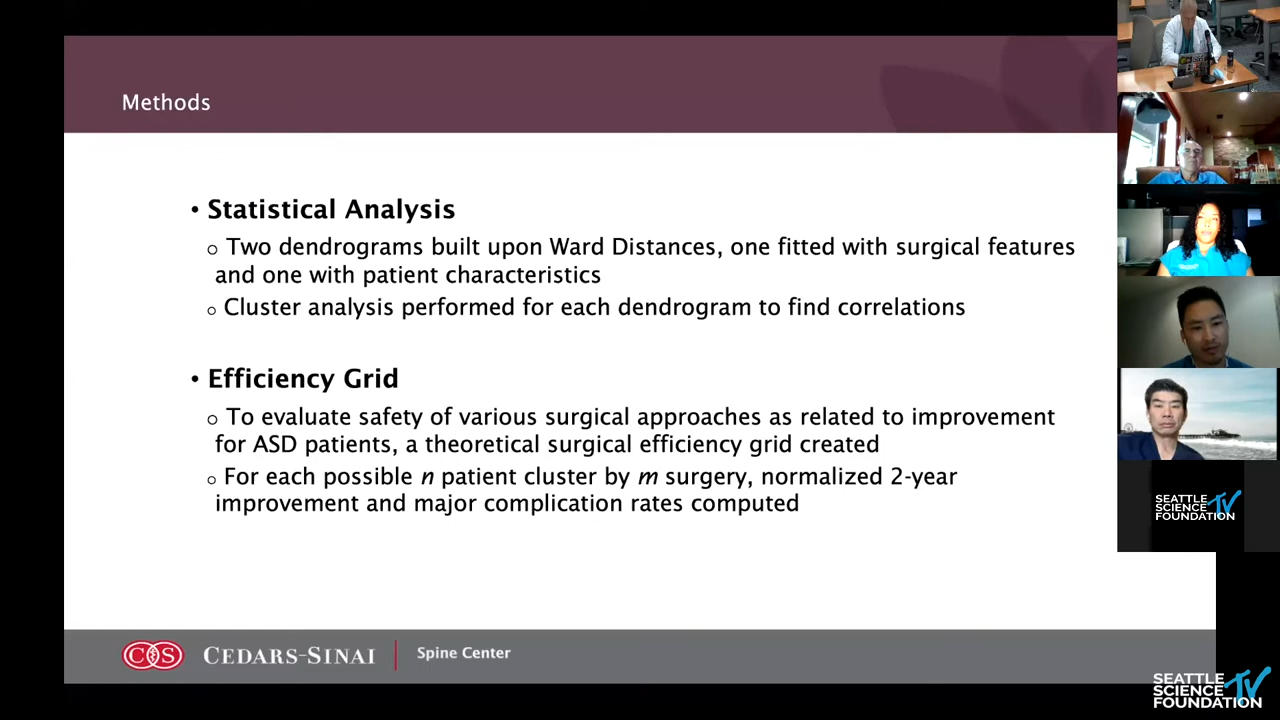 Methods
• Statistical Analysis
o Two dendrograms built upon Ward Distances, one fitted with surgical features
and one with patient characteristics
o Cluster analysis performed for each dendrogram to find correlations
• Efficiency Grid
o To evaluate safety of various surgical approaches as related to improvement
for ASD patients, a theoretical surgical efficiency grid created
o For each possible n patient cluster by m surgery, normalized 2-year
improvement and major complication rates computed
CEDARS-SINAI
Spine Center
SEATTLE
SCIENCE
FOUNDATION
TV
SEATTLE
SCIENCE
FOUNDATION
TV